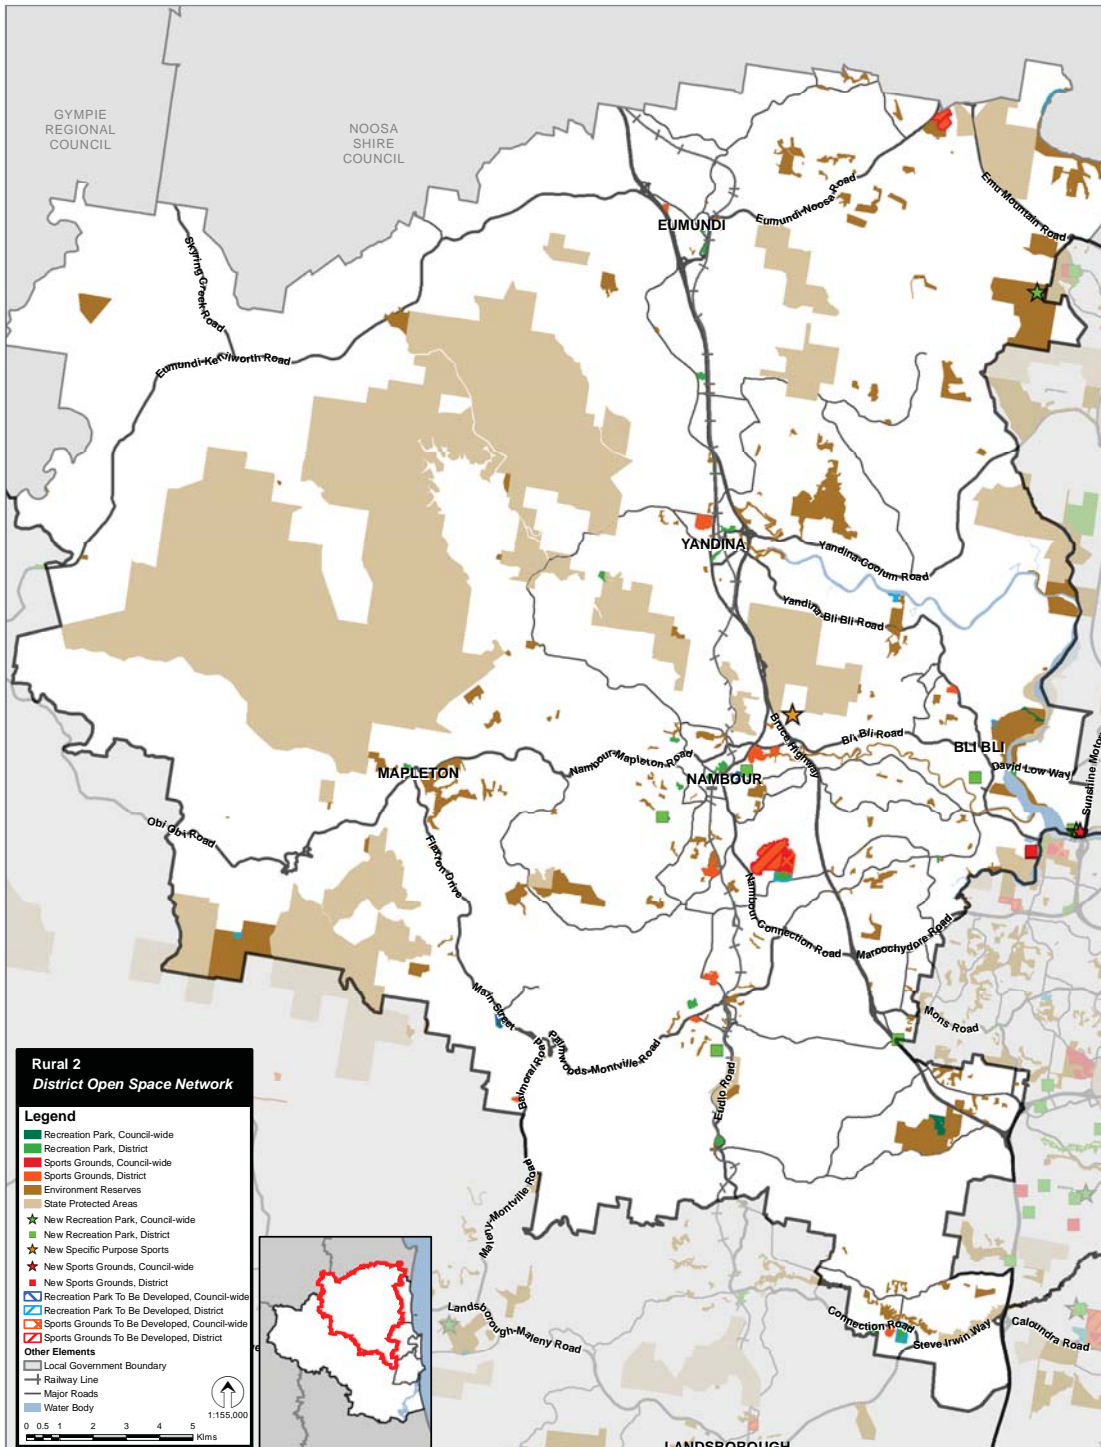 GYMPIE
REGIONAL
COUNCIL
NOOSA
SHIRE
COUNCIL
Emu Mountain Road
Eumundi-Noosa Road
EUMUNDI
Skyring Creek Road
Eumundi-Kenilworth Road
YANDINA
Yandina-Coolum Road
Yandina-Bli Bli Road
Bruce Highway
Bli Bli Road
BLI BLI
Nambour-Mapleton Road
MAPLETON
NAMBOUR
David Low Way
Sunshine Motor
Obi Obi Road
Flaxton Drive
Nambour Connection Road
Maroochydore Road
Main Street
Mons Road
Palmwoods-Montville Road
Balmoral Road
Eudlo Road
Maleny-Montville Road
Landsborough-Maleny Road
Connection Road
Steve Irwin Way
Caloundra Road
LANDSBOROUGH
Rural 2
District Open Space Network
Legend
Recreation Park, Council-wide
Recreation Park, District
Sports Grounds, Council-wide
Sports Grounds, District
Environment Reserves
State Protected Areas
New Recreation Park, Council-wide
New Recreation Park, District
New Specific Purpose Sports
New Sports Grounds, Council-wide
New Sports Grounds, District
Recreation Park To Be Developed, Council-wide
Recreation Park To Be Developed, District
Sports Grounds To Be Developed, Council-wide
Sports Grounds To Be Developed, District
Other Elements
Local Government Boundary
Railway Line
Major Roads
Water Body
1:155,000
0 0.5 1 2 3 4 5
Klms